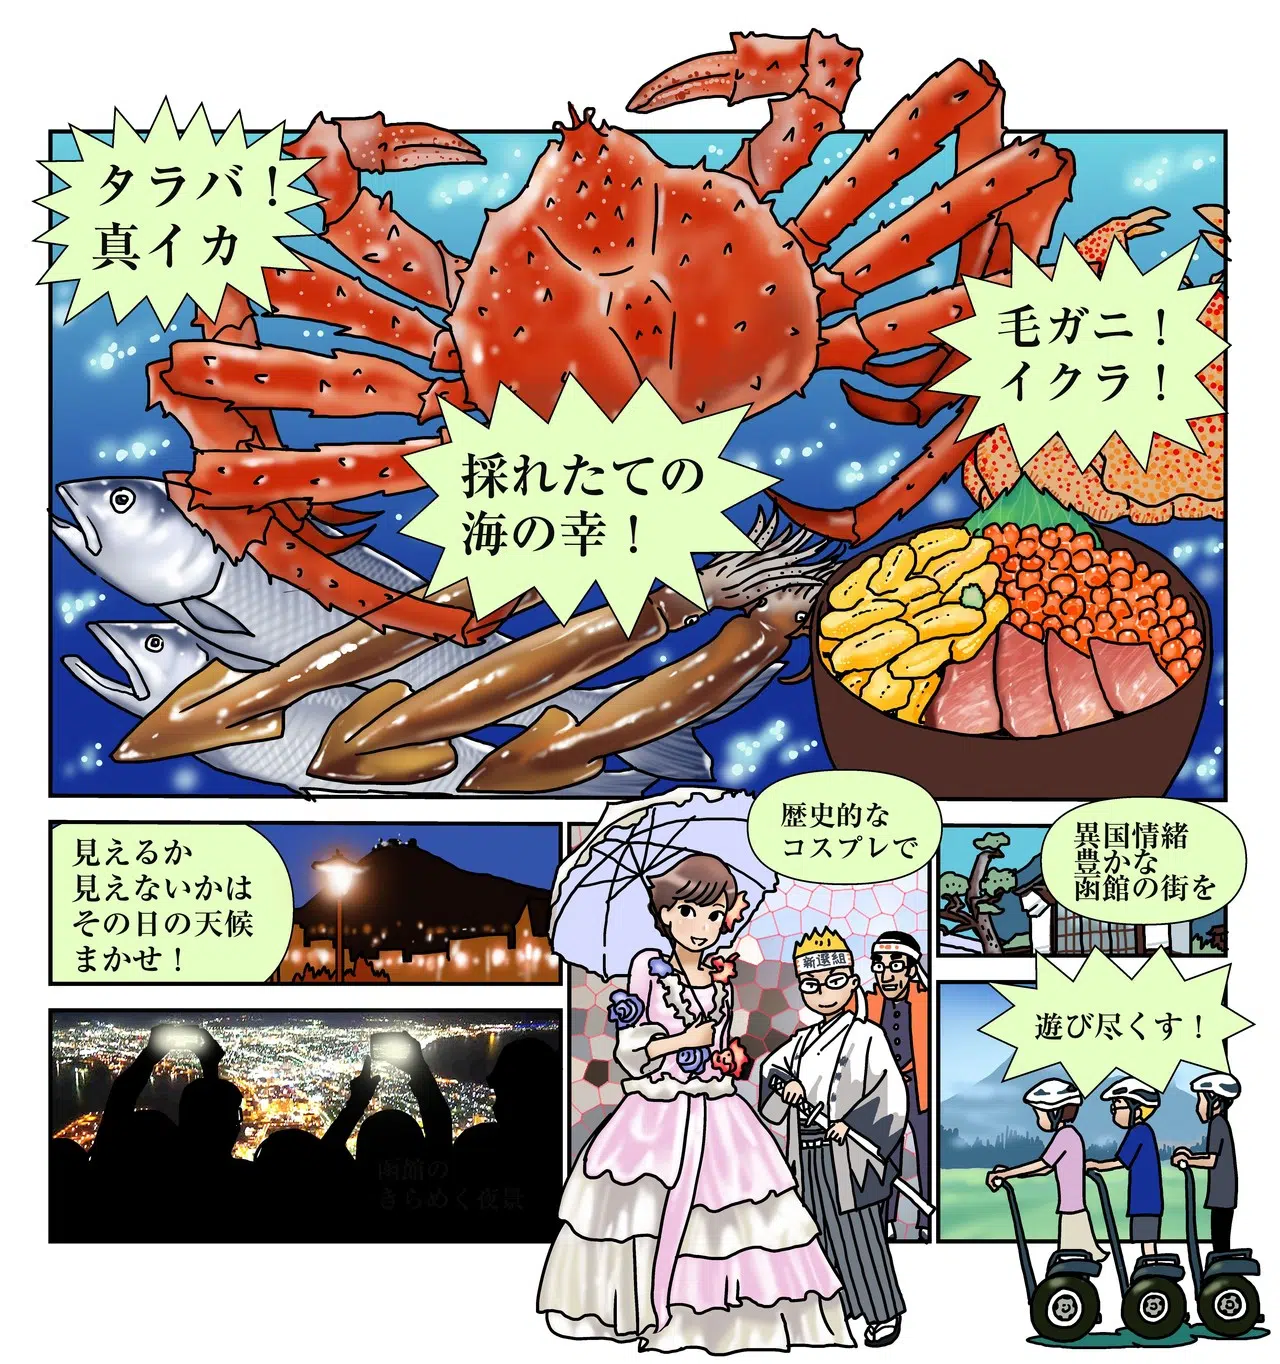 タラバ！
真イカ
毛ガニ！
イクラ！
採れたての
海の幸！
見えるか
見えないかは
その日の天候
まかせ！
函館の
きらめく夜景
歴史的な
コスプレで
新選組
異国情緒
豊かな
函館の街を
遊び尽くす！